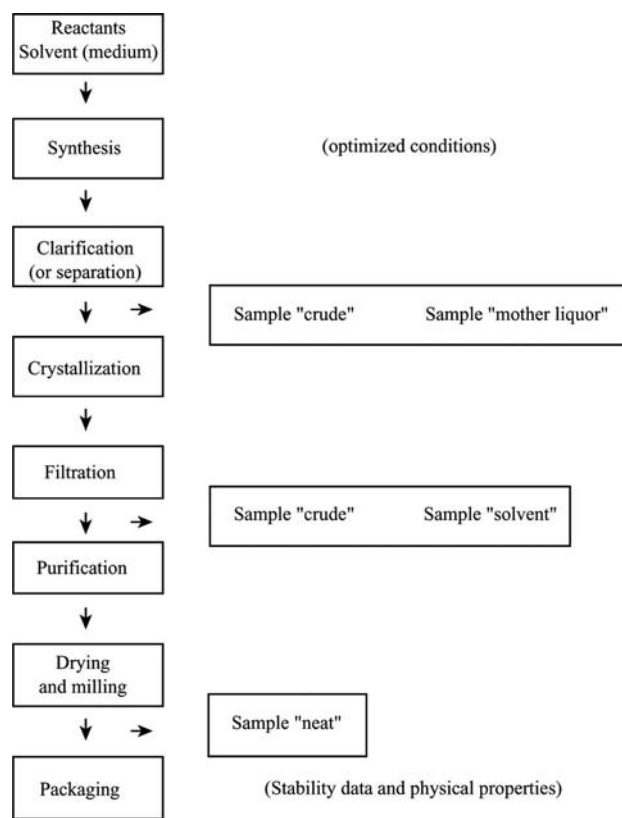 Reactants
Solvent (medium)
Synthesis
(optimized conditions)
Clarification
(or separation)
Sample "crude"
Sample "mother liquor"
Crystallization
Filtration
Sample "crude"
Sample "solvent"
Purification
Drying
and milling
Sample "neat"
Packaging
(Stability data and physical properties)